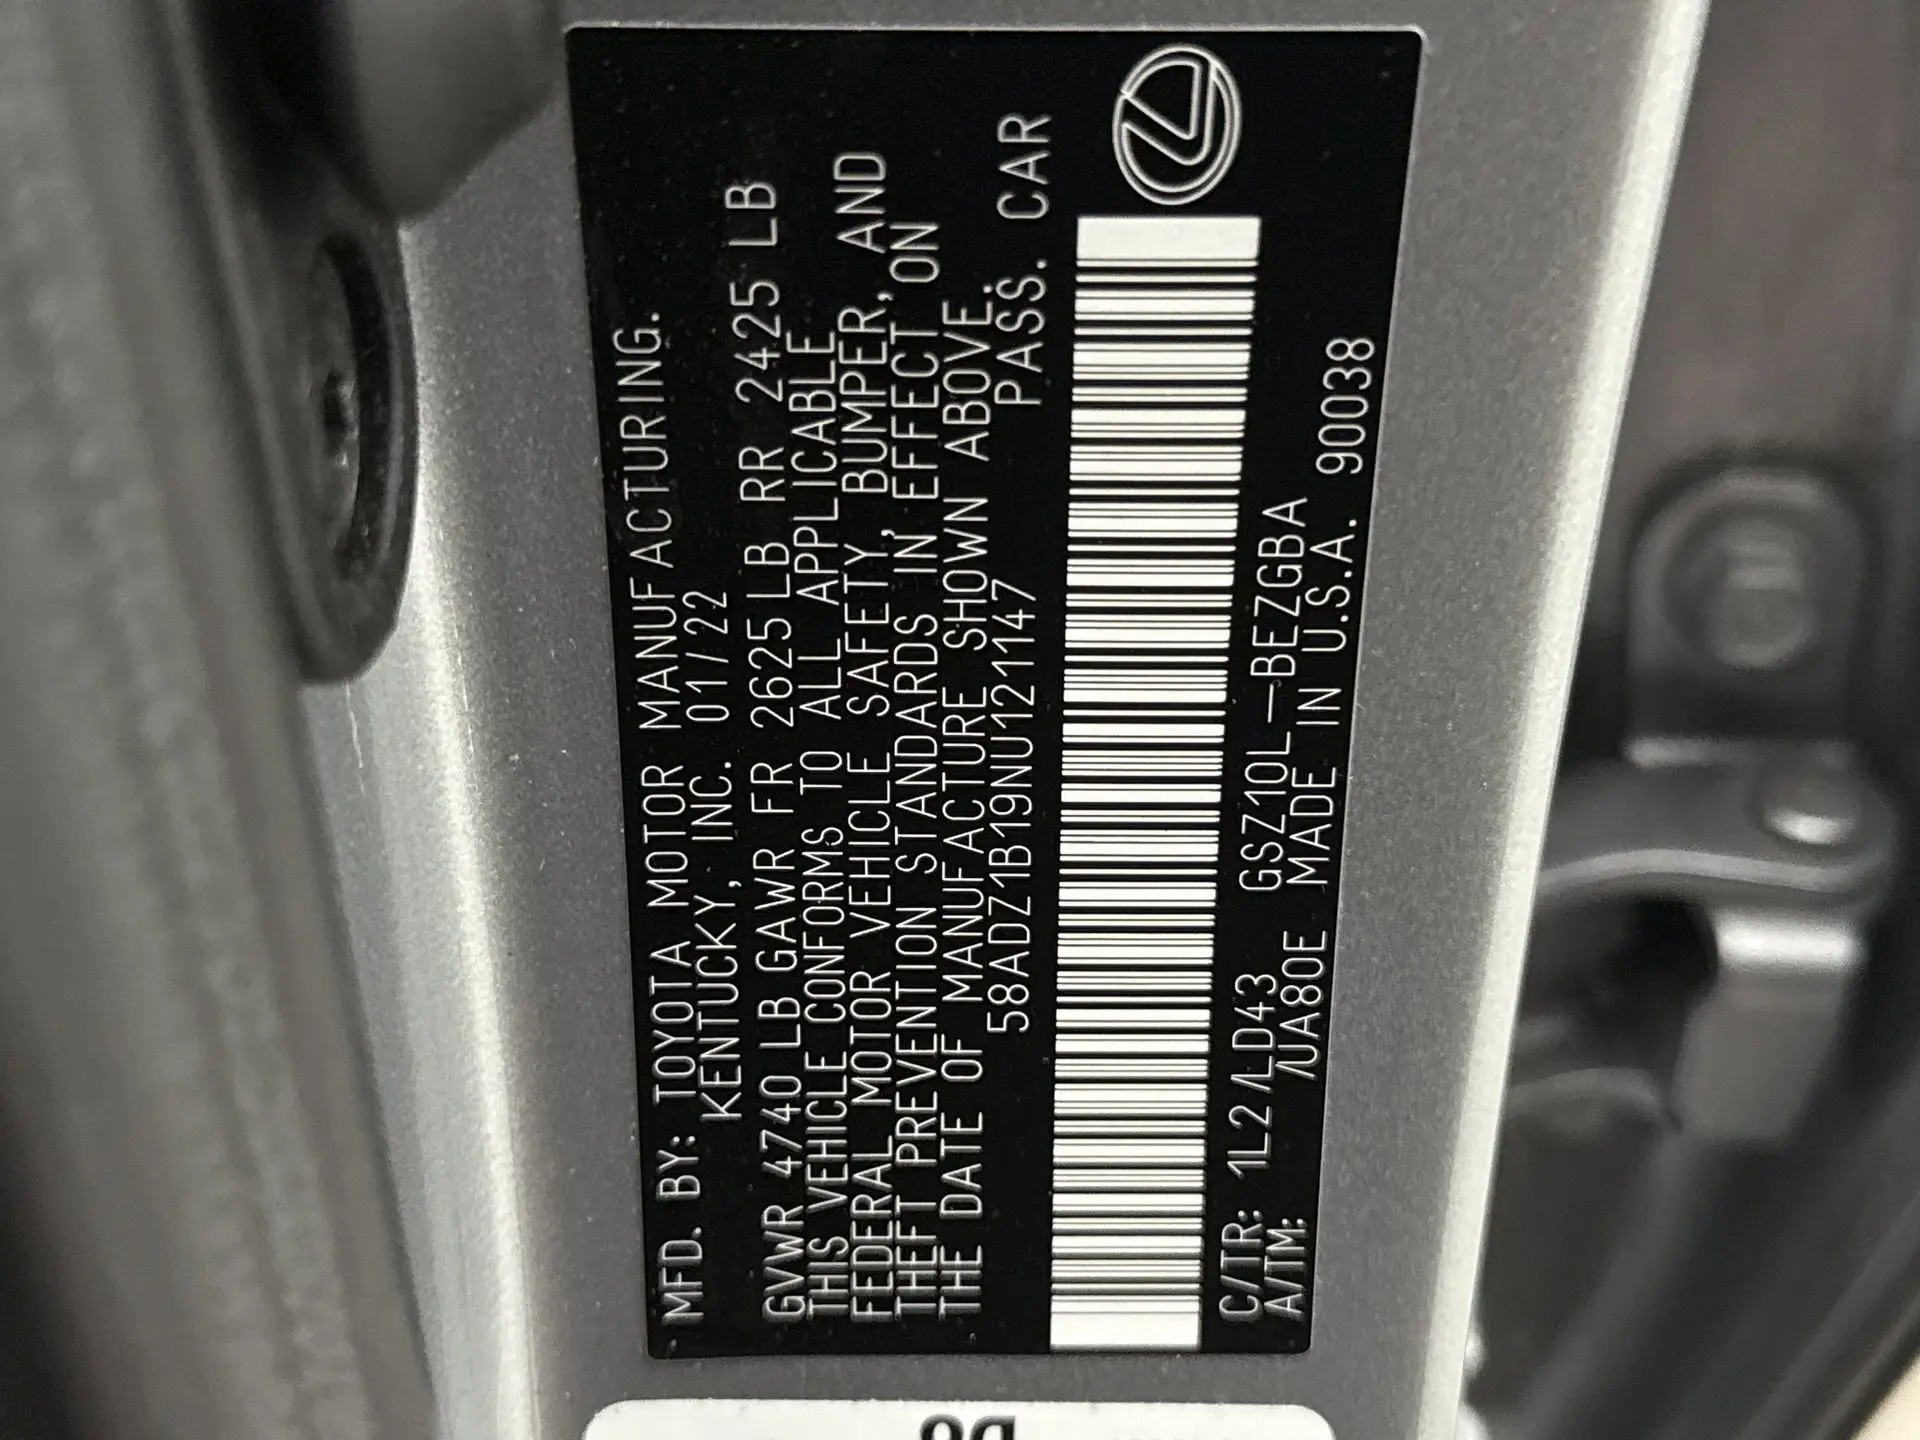 MFD. BY: TOYOTA MOTOR MANUFACTURING.
KENTUCKY, INC. 01/22
GVWR 4740 LB GAWR FR 2625 LB RR 2425 LB
THIS VEHICLE CONFORMS TO ALL APPLICABLE
FEDERAL MOTOR VEHICLE SAFETY, BUMPER, AND
THEFT PREVENTION STANDARDS IN EFFECT ON
THE DATE OF MANUFACTURE SHOWN ABOVE.
58ADZ1B19NU121147 PASS. CAR
C/TR: 1L2 /LD43 GSZ10L-BEZGBA
A/TM: /UA80E MADE IN U.S.A. 90038